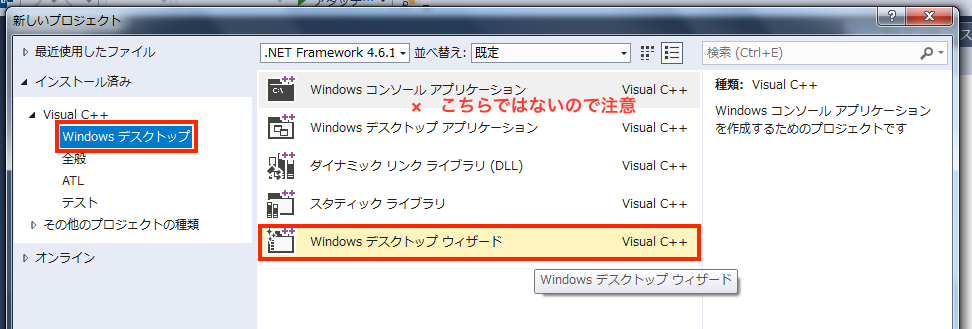 アタッチ...
新しいプロジェクト
? ×
最近使用したファイル
.NET Framework 4.6.1 並べ替え: 既定
検索 (Ctrl+E)
インストール済み
Visual C++
Windows デスクトップ
全般
ATL
テスト
その他のプロジェクトの種類
オンライン
Windows コンソール アプリケーション Visual C++
× こちらではないので注意
Windows デスクトップ アプリケーション Visual C++
ダイナミック リンク ライブラリ (DLL) Visual C++
スタティック ライブラリ Visual C++
Windows デスクトップ ウィザード Visual C++
Windows デスクトップ ウィザード
種類: Visual C++
Windows コンソール アプリケーション
を作成するためのプロジェクトです